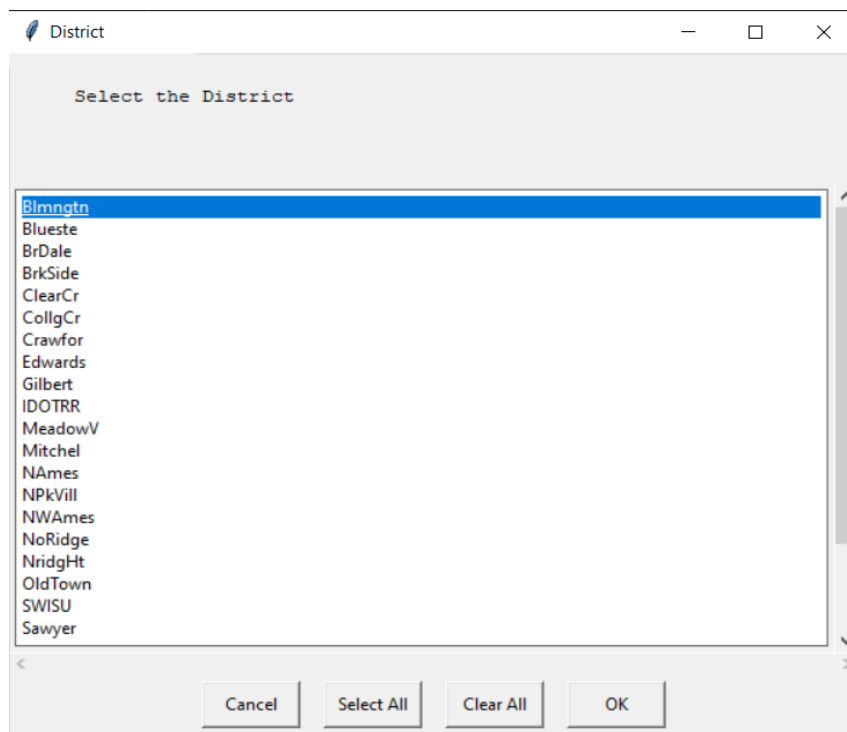 District
Select the District
Blmngtn
Blueste
BrDale
BrkSide
ClearCr
CollgCr
Crawfor
Edwards
Gilbert
IDOTRR
MeadowV
Mitchel
NAmes
NPkVill
NWAmes
NoRidge
NridgHt
OldTown
SWISU
Sawyer
Cancel Select All Clear All OK